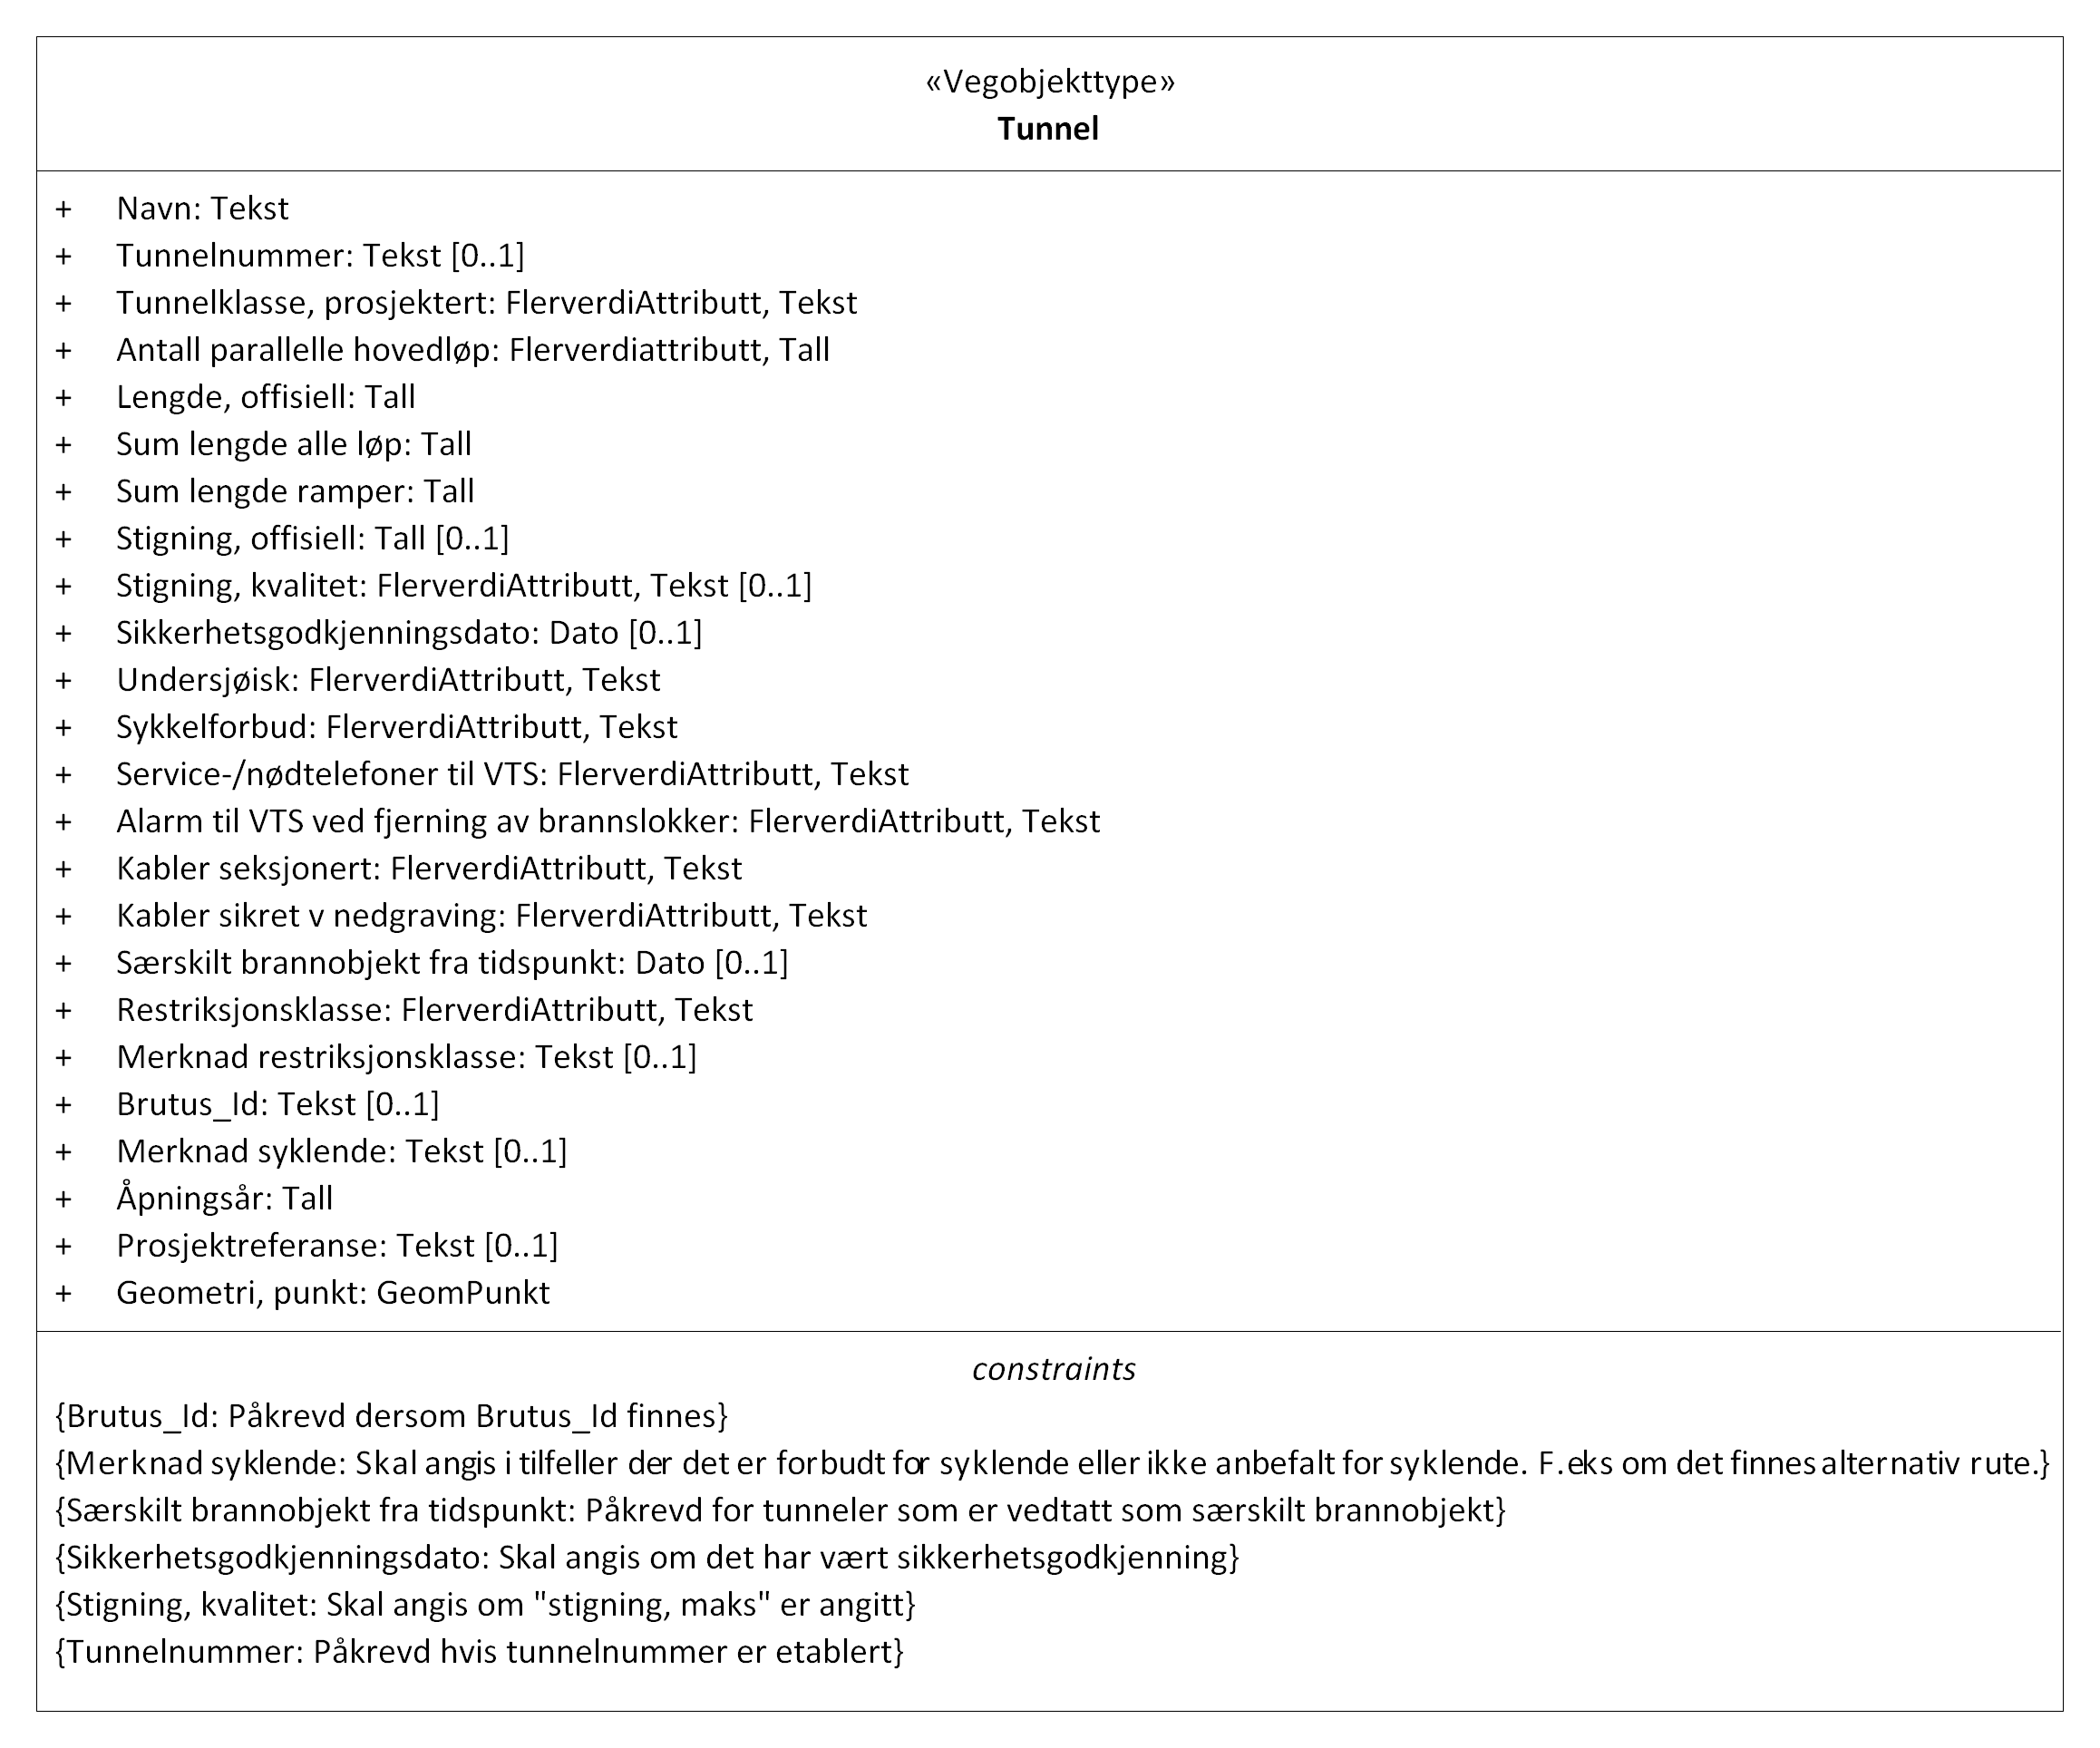 «Vegobjekttype»
Tunnel
+ Navn: Tekst
+ Tunnelnummer: Tekst [0..1]
+ Tunnelklasse, prosjektert: FlerverdiAttributt, Tekst
+ Antall parallelle hovedløp: Flerverdiattributt, Tall
+ Lengde, offisiell: Tall
+ Sum lengde alle løp: Tall
+ Sum lengde ramper: Tall
+ Stigning, offisiell: Tall [0..1]
+ Stigning, kvalitet: FlerverdiAttributt, Tekst [0..1]
+ Sikkerhetsgodkjenningsdato: Dato [0..1]
+ Undersjøisk: FlerverdiAttributt, Tekst
+ Sykkelforbud: FlerverdiAttributt, Tekst
+ Service-/nødtelefoner til VTS: FlerverdiAttributt, Tekst
+ Alarm til VTS ved fjerning av brannslokker: FlerverdiAttributt, Tekst
+ Kabler seksjonert: FlerverdiAttributt, Tekst
+ Kabler sikret v nedgraving: FlerverdiAttributt, Tekst
+ Særskilt brannobjekt fra tidspunkt: Dato [0..1]
+ Restriksjonsklasse: FlerverdiAttributt, Tekst
+ Merknad restriksjonsklasse: Tekst [0..1]
+ Brutus_Id: Tekst [0..1]
+ Merknad syklende: Tekst [0..1]
+ Åpningsår: Tall
+ Prosjektreferanse: Tekst [0..1]
+ Geometri, punkt: GeomPunkt
constraints
{Brutus_Id: Påkrevd dersom Brutus_Id finnes}
{Merknad syklende: Skal angis i tilfeller der det er forbudt for syklende eller ikke anbefalt for syklende. F.eks om det finnes alternativ rute.}
{Særskilt brannobjekt fra tidspunkt: Påkrevd for tunneler som er vedtatt som særskilt brannobjekt}
{Sikkerhetsgodkjenningsdato: Skal angis om det har vært sikkerhetsgodkjenning}
{Stigning, kvalitet: Skal angis om "stigning, maks" er angitt}
{Tunnelnummer: Påkrevd hvis tunnelnummer er etablert}